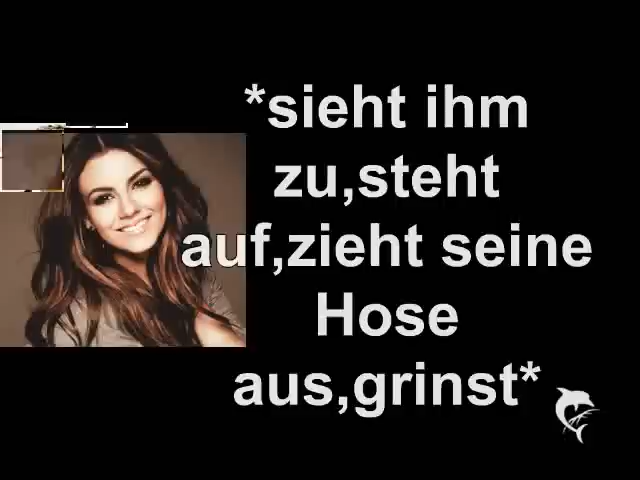 *sieht ihm
zu,steht
auf,zieht seine
Hose
aus,grinst*